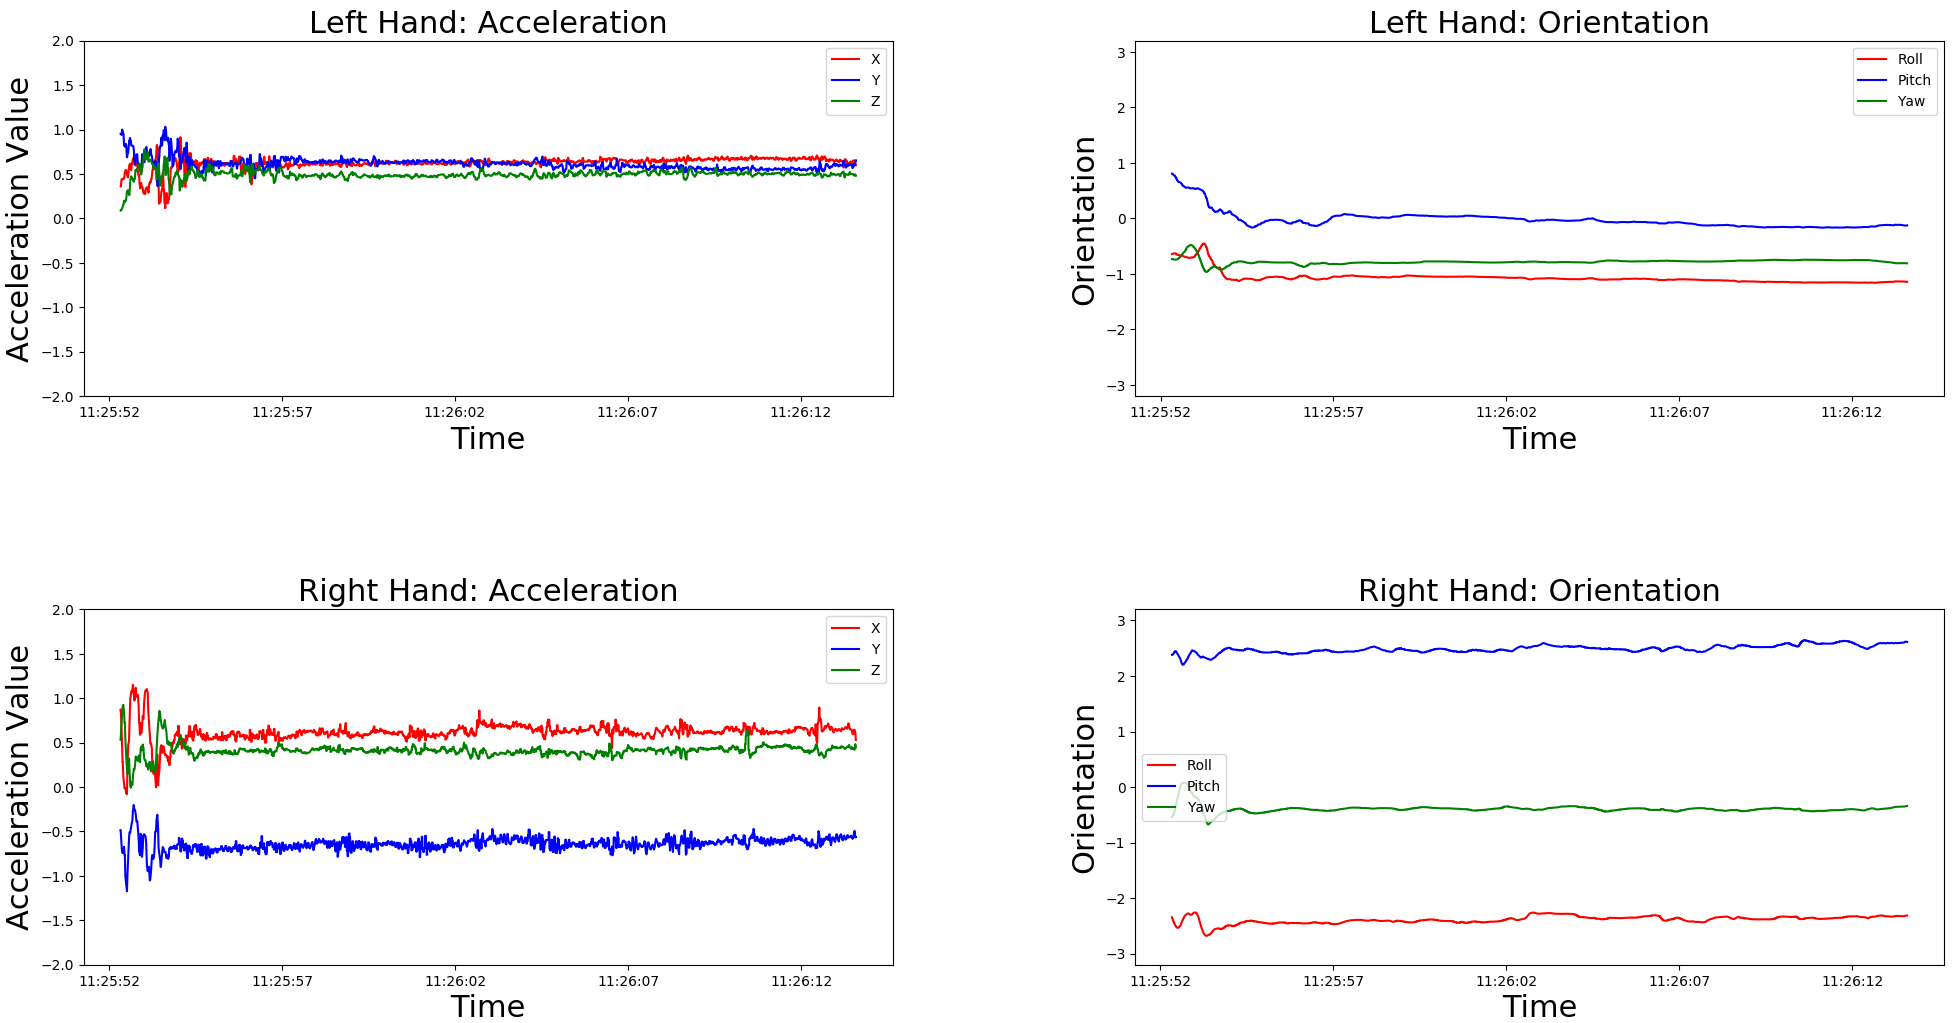 Left Hand: Acceleration
Acceleration Value
2.0
1.5
1.0
0.5
0.0
−0.5
−1.0
−1.5
−2.0
X
Y
Z
11:25:52 11:25:57 11:26:02 11:26:07 11:26:12
Time
Left Hand: Orientation
Orientation
3
2
1
0
−1
−2
−3
Roll
Pitch
Yaw
11:25:52 11:25:57 11:26:02 11:26:07 11:26:12
Time
Right Hand: Acceleration
Acceleration Value
2.0
1.5
1.0
0.5
0.0
−0.5
−1.0
−1.5
−2.0
X
Y
Z
11:25:52 11:25:57 11:26:02 11:26:07 11:26:12
Time
Right Hand: Orientation
Orientation
3
2
1
0
−1
−2
−3
Roll
Pitch
Yaw
11:25:52 11:25:57 11:26:02 11:26:07 11:26:12
Time